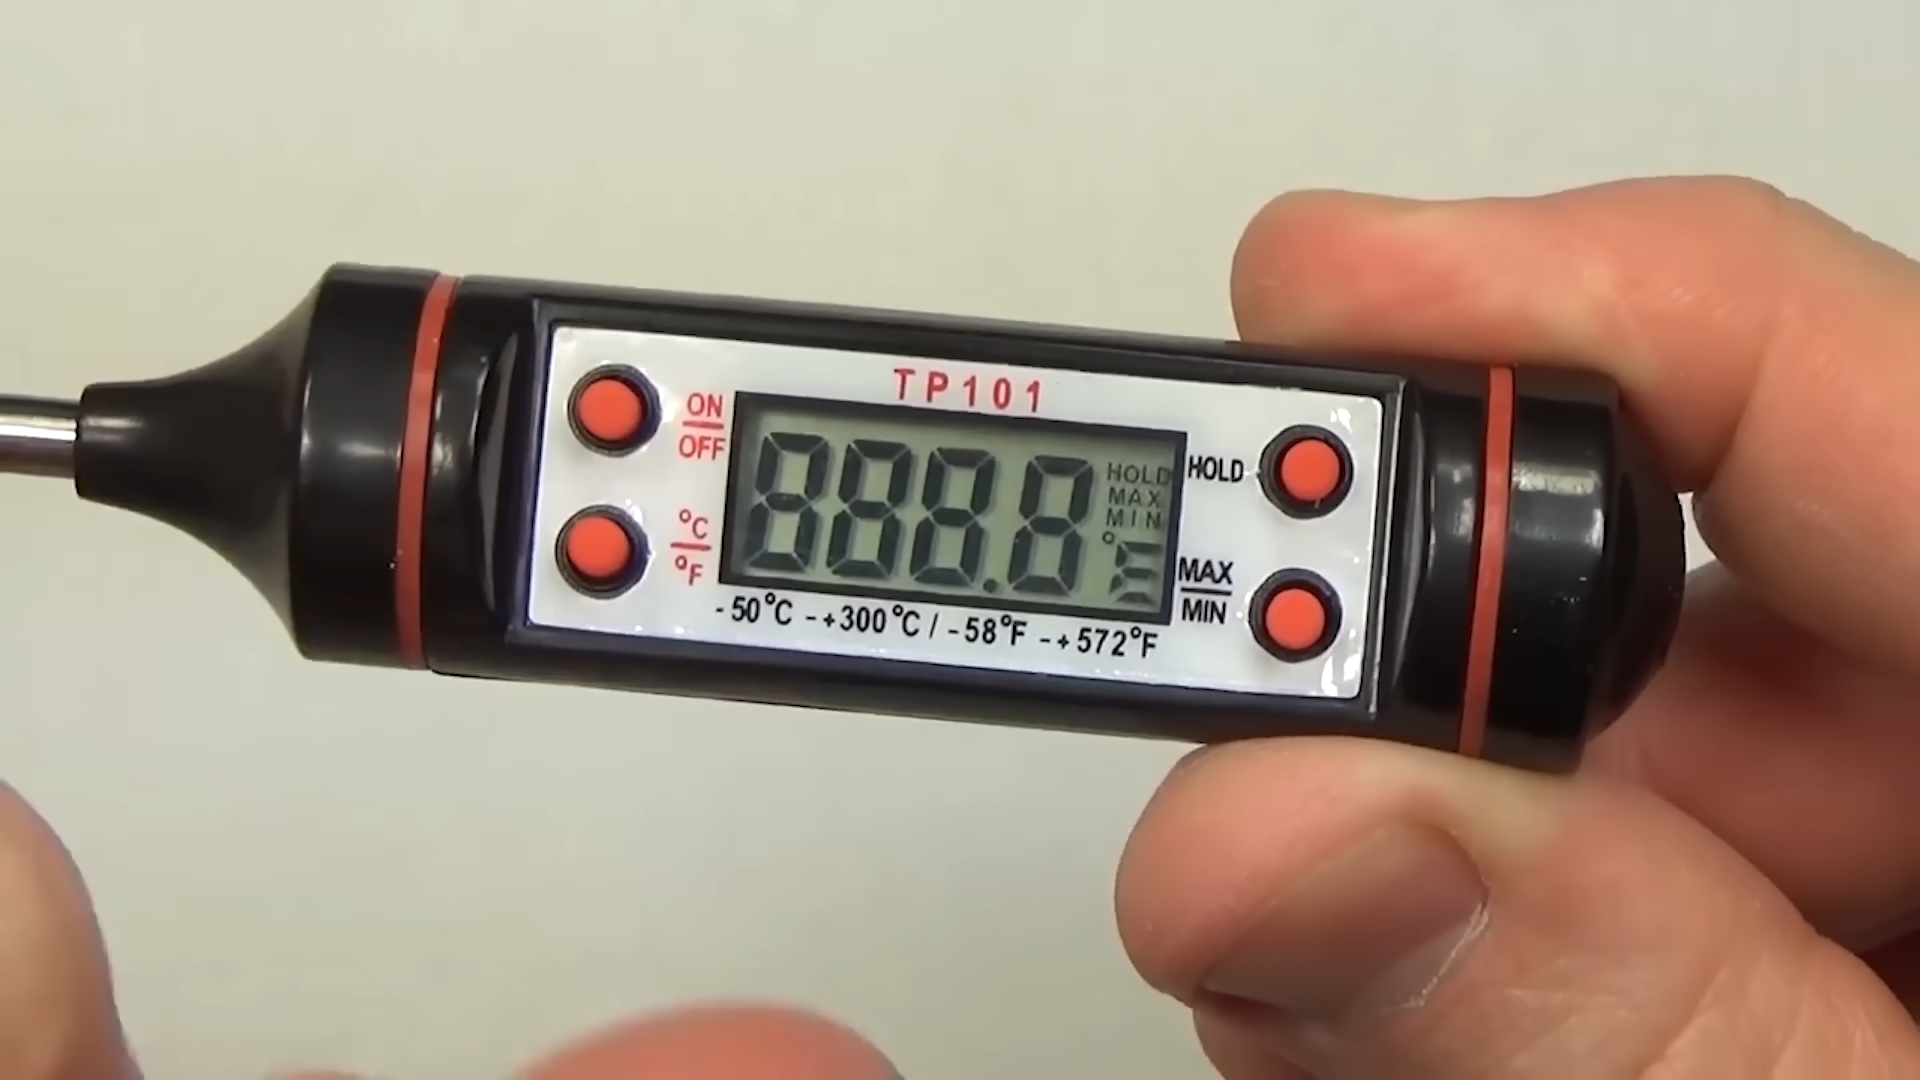 TP101
ON
OFF
°C
°F
888.8
HOLD
MAX
MIN
°
HOLD
MAX
MIN
-50°C -+300°C / -58°F -+572°F